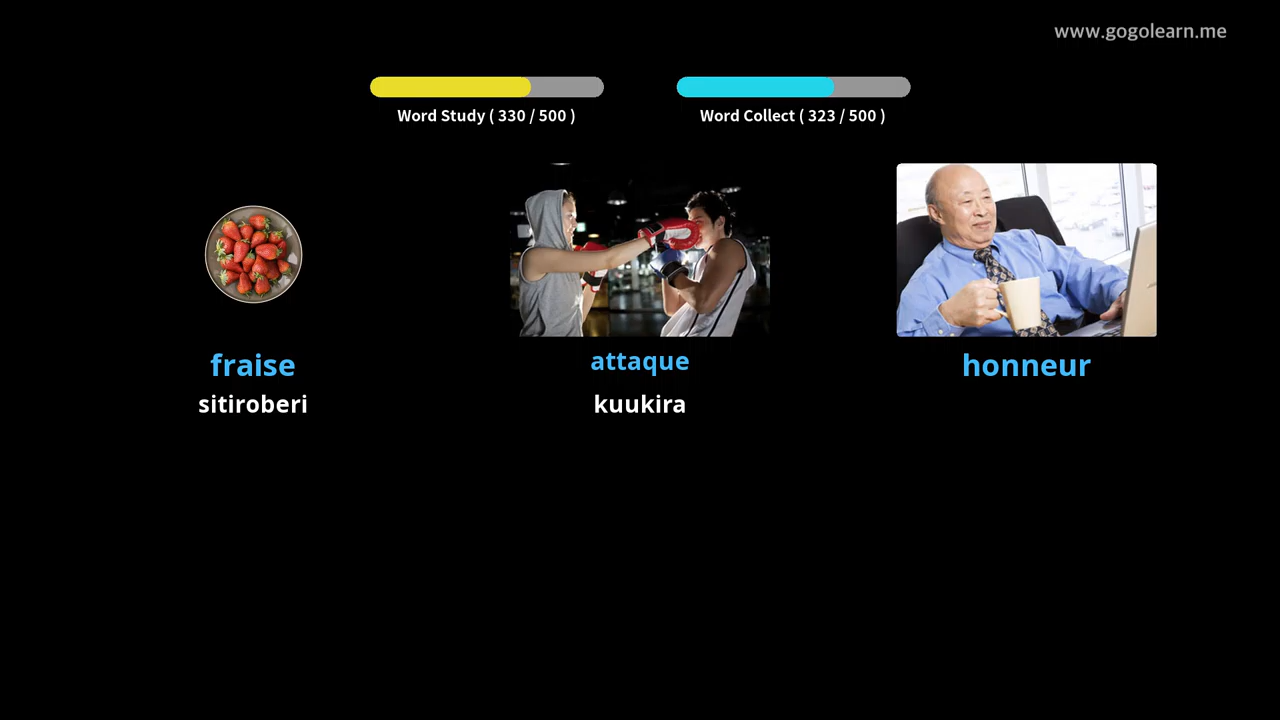 www.gogolearn.me
Word Study ( 330 / 500 )
Word Collect ( 323 / 500 )
fraise
sitiroberi
attaque
kuukira
honneur